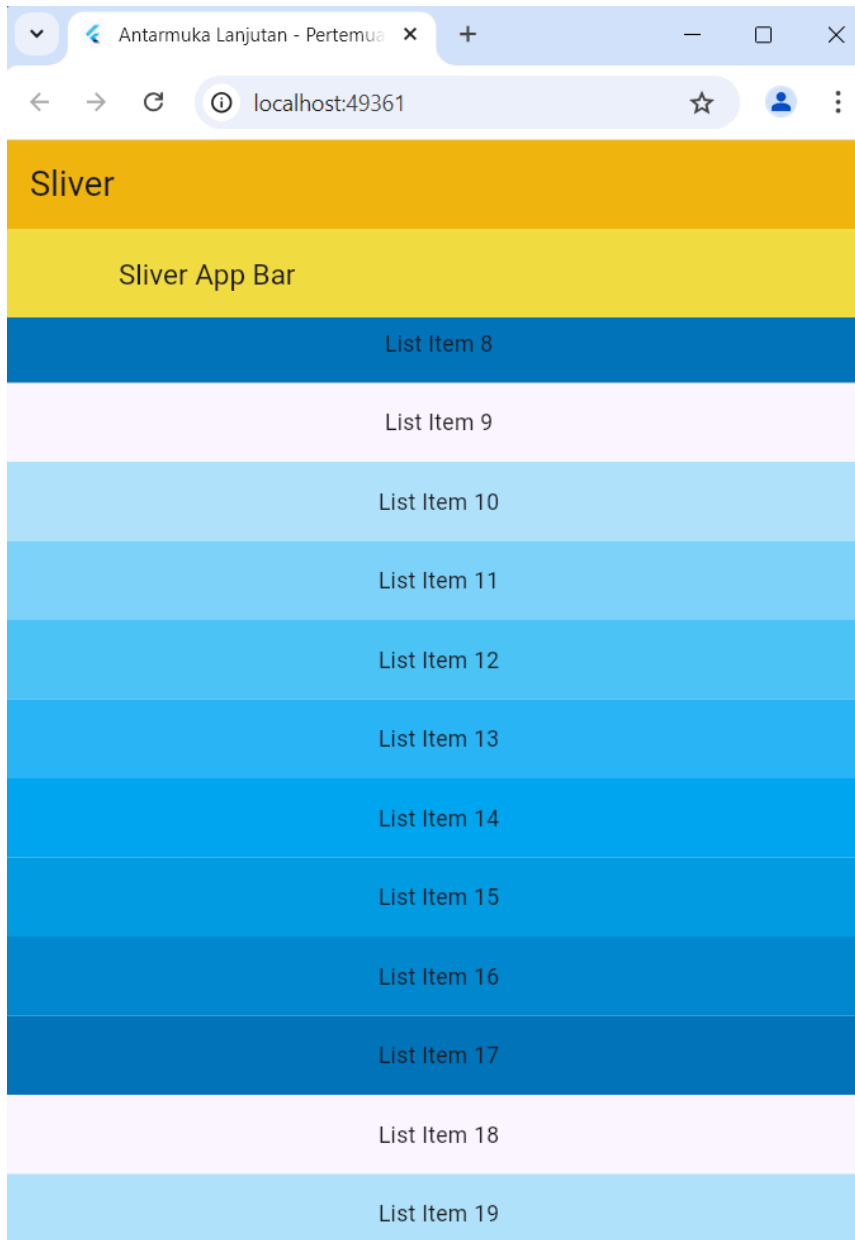 Antarmuka Lanjutan - Pertemua
localhost:49361
Sliver
Sliver App Bar
List Item 8
List Item 9
List Item 10
List Item 11
List Item 12
List Item 13
List Item 14
List Item 15
List Item 16
List Item 17
List Item 18
List Item 19